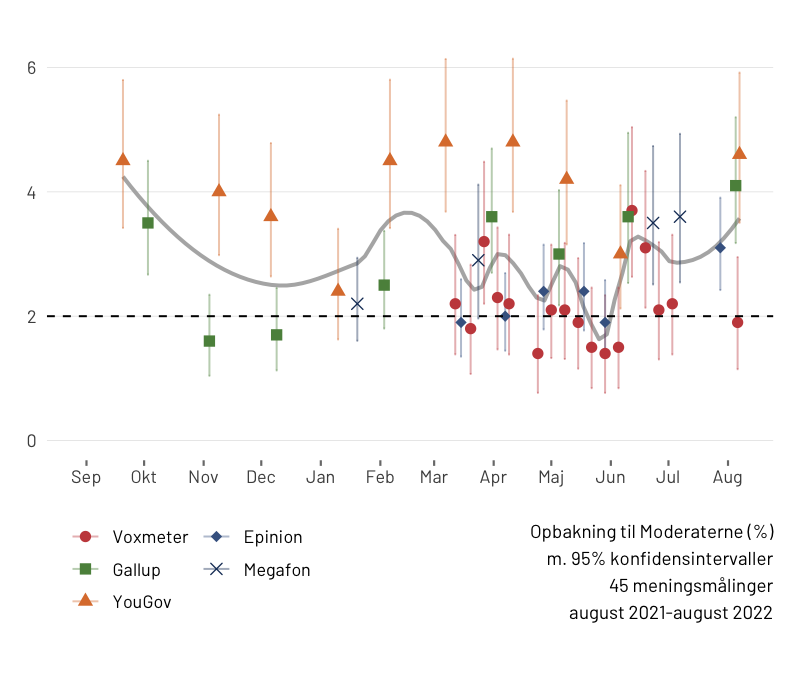 6
4
2
0
Sep Okt Nov Dec Jan Feb Mar Apr Maj Jun Jul Aug
Voxmeter Epinion
Gallup Megafon
YouGov
Opbakning til Moderaterne (%)
m. 95% konfidensintervaller
45 meningsmålinger
august 2021-august 2022